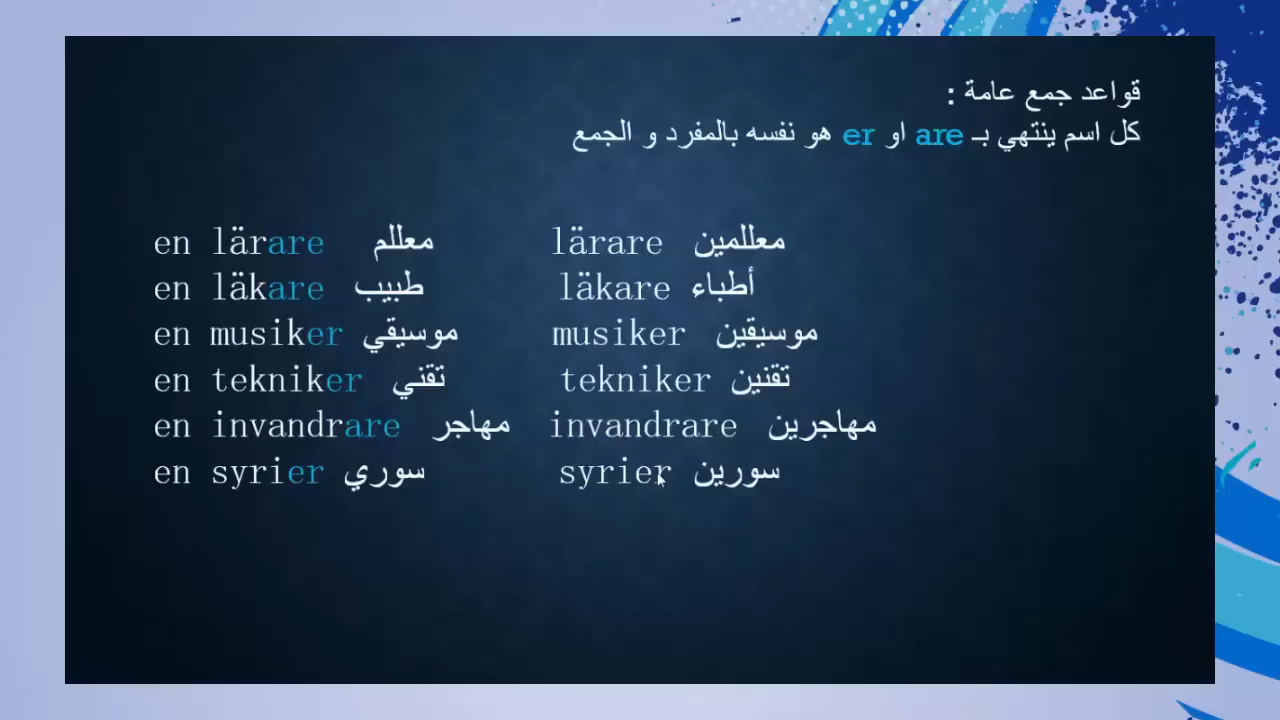 قواعد جمع عامة :
كل اسم ينتهي بـ are او er هو نفسه بالمفرد و الجمع
en lärare معللم lärare معللمين
en läkare طبيب läkare أطباء
en musiker موسيقي musiker موسيقين
en tekniker تقني tekniker تقنين
en invandrare مهاجر invandrare مهاجرين
en syrier سوري syrier سورين